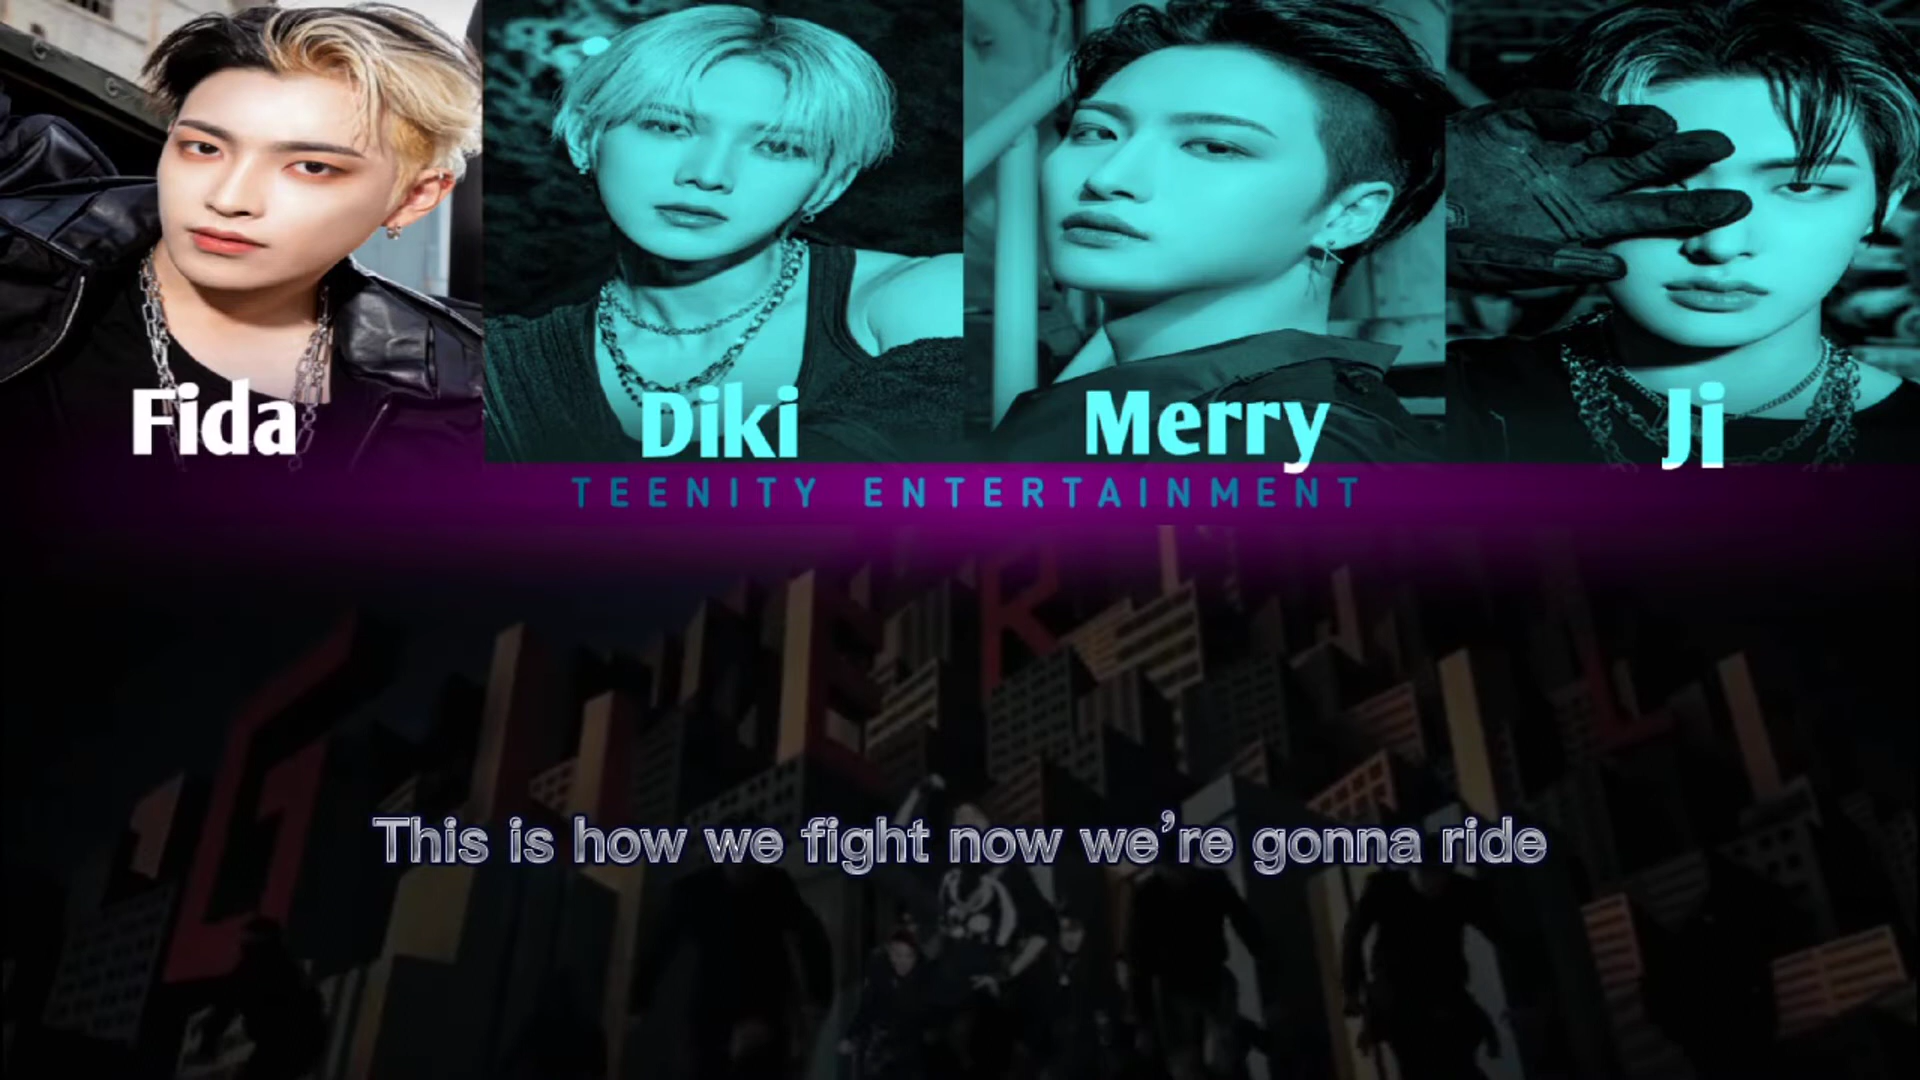 Fida
Diki
Merry
Ji
TEENITY ENTERTAINMENT
This is how we fight now we’re gonna ride